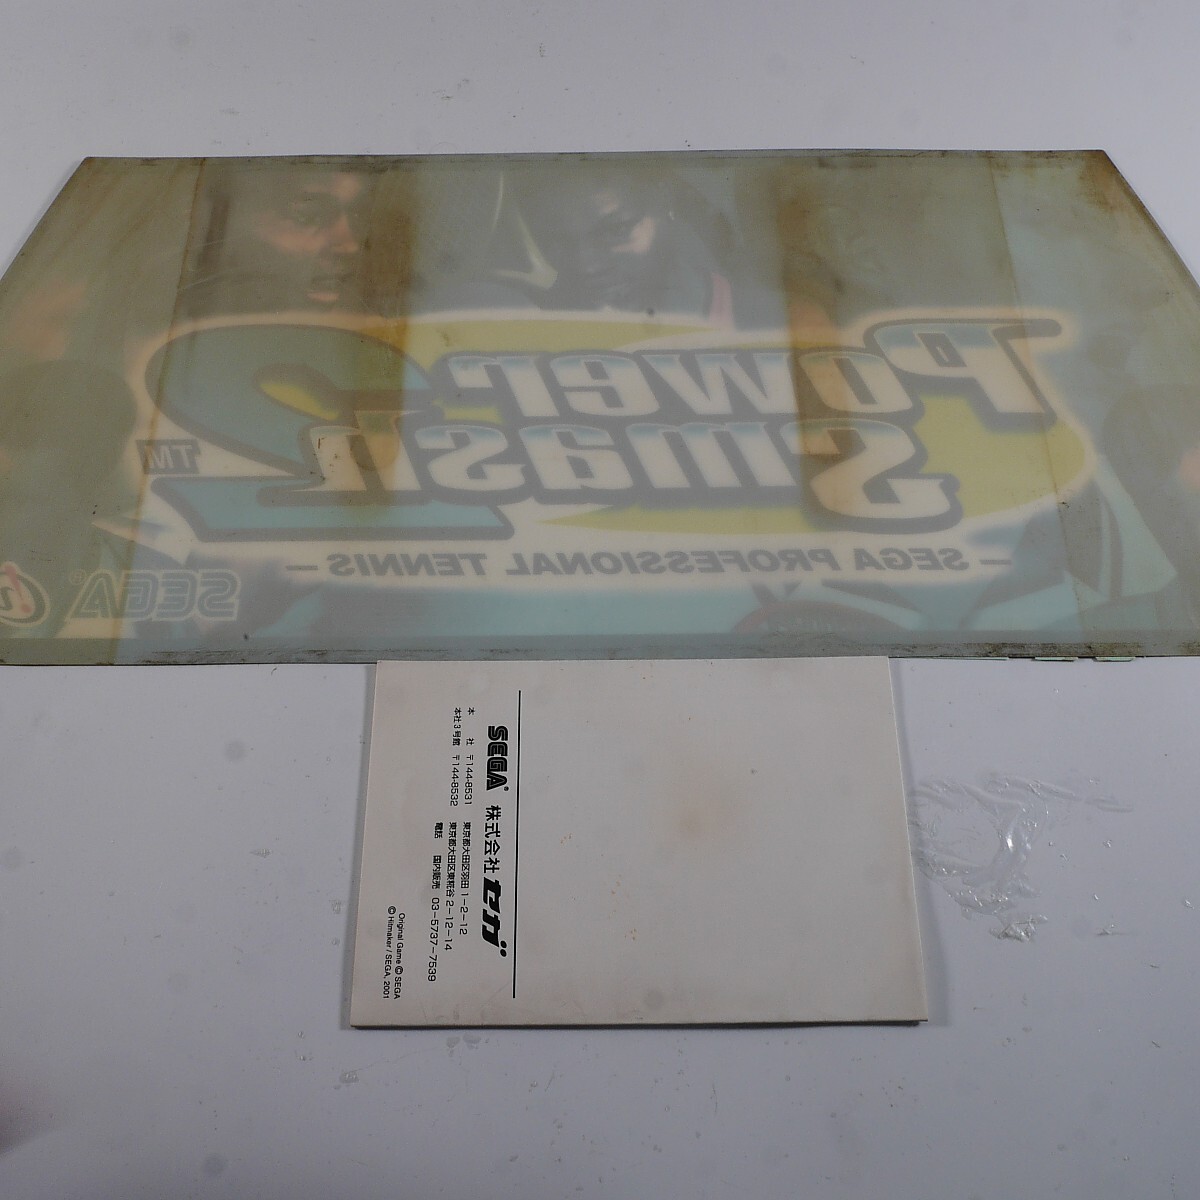 Power
Smash 2™
— SEGA PROFESSIONAL TENNIS —
SEGA®
SEGA® 株式会社 セガ
本　社 〒144-8531 東京都大田区羽田 1-2-12
本社3号館 〒144-8532 東京都大田区東糀谷 2-12-14
電話 国内販売 03-5737-7539
Original Game © SEGA
© Hitmaker / SEGA, 2001